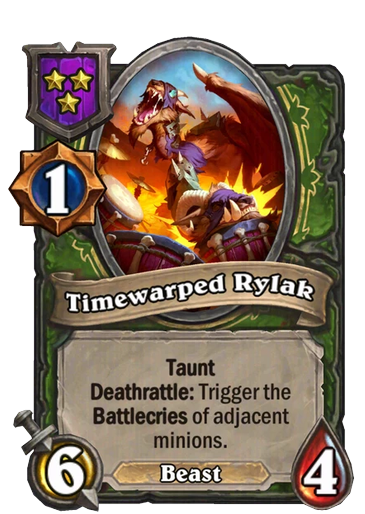 1
Timewarped Rylak
Taunt
Deathrattle: Trigger the
Battlecries of adjacent
minions.
6
Beast
4